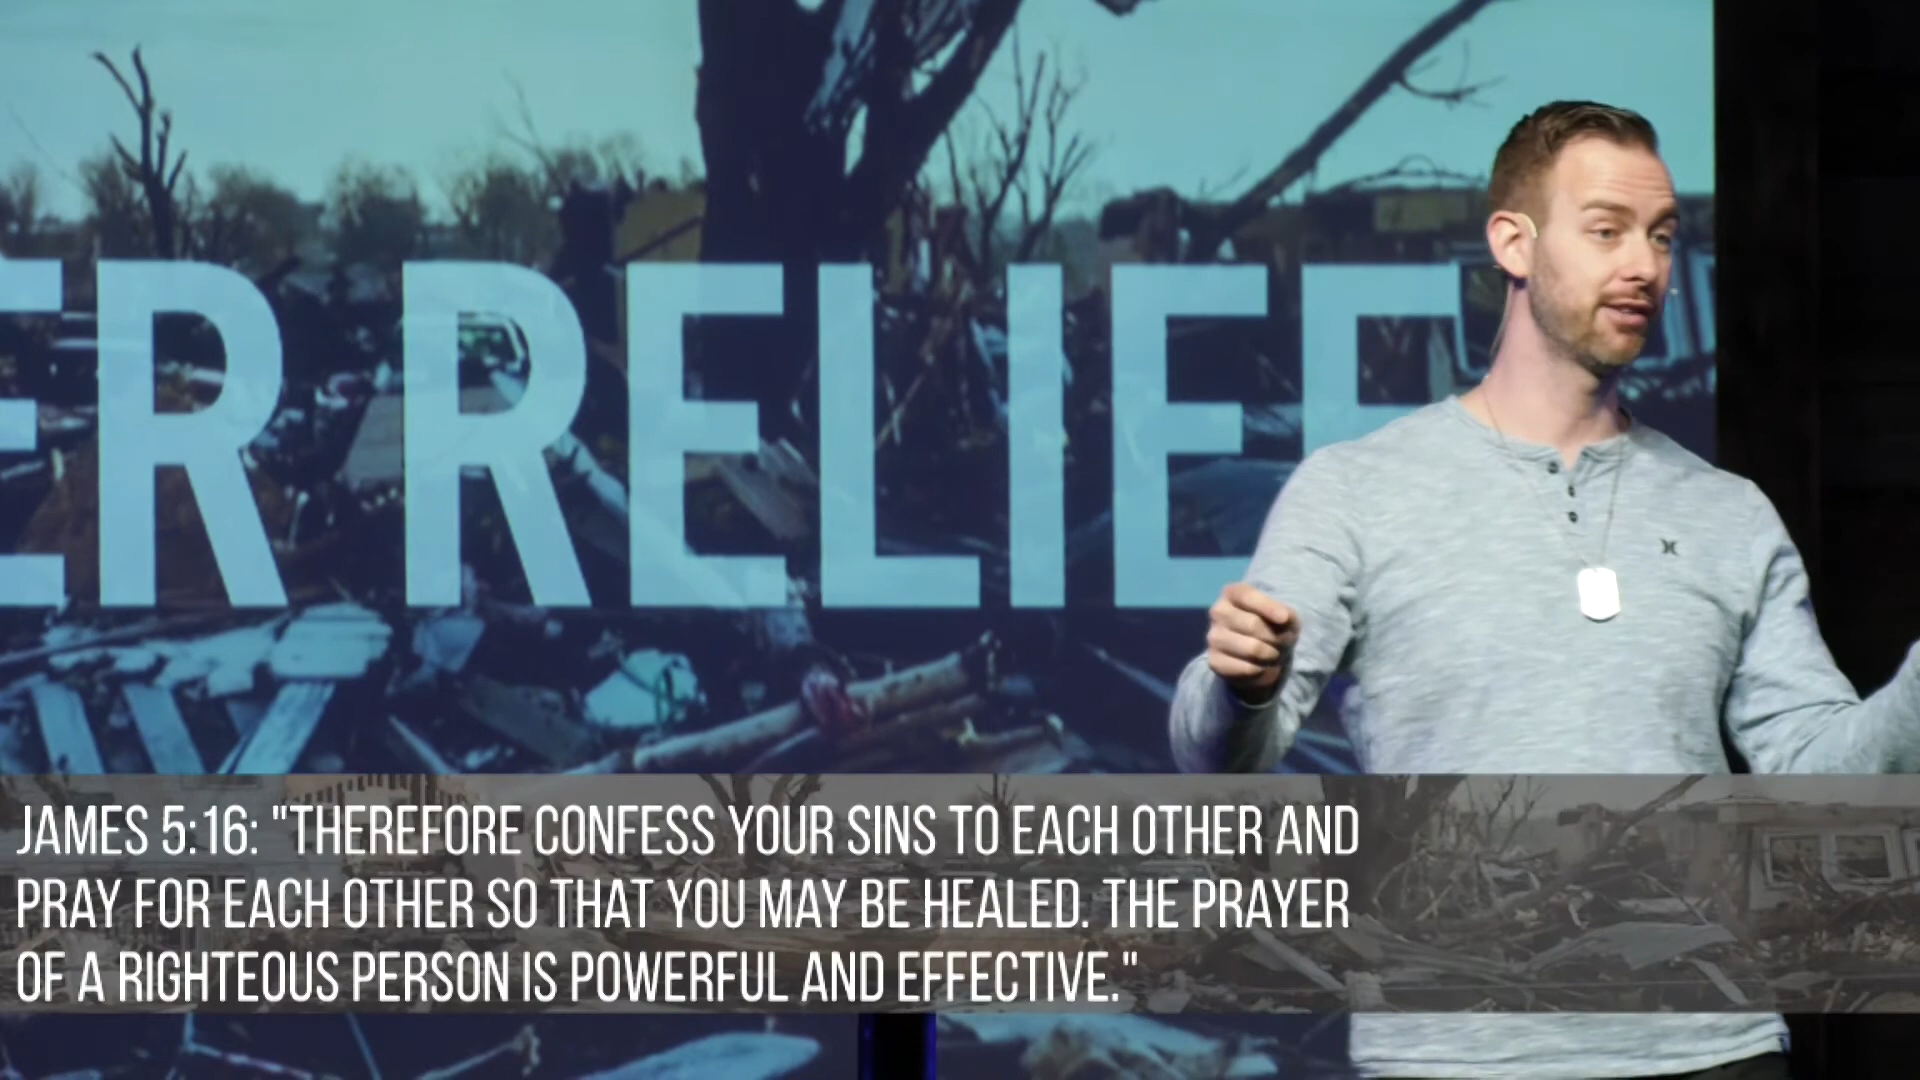 ER RELIEF
JAMES 5:16: "THEREFORE CONFESS YOUR SINS TO EACH OTHER AND
PRAY FOR EACH OTHER SO THAT YOU MAY BE HEALED. THE PRAYER
OF A RIGHTEOUS PERSON IS POWERFUL AND EFFECTIVE."